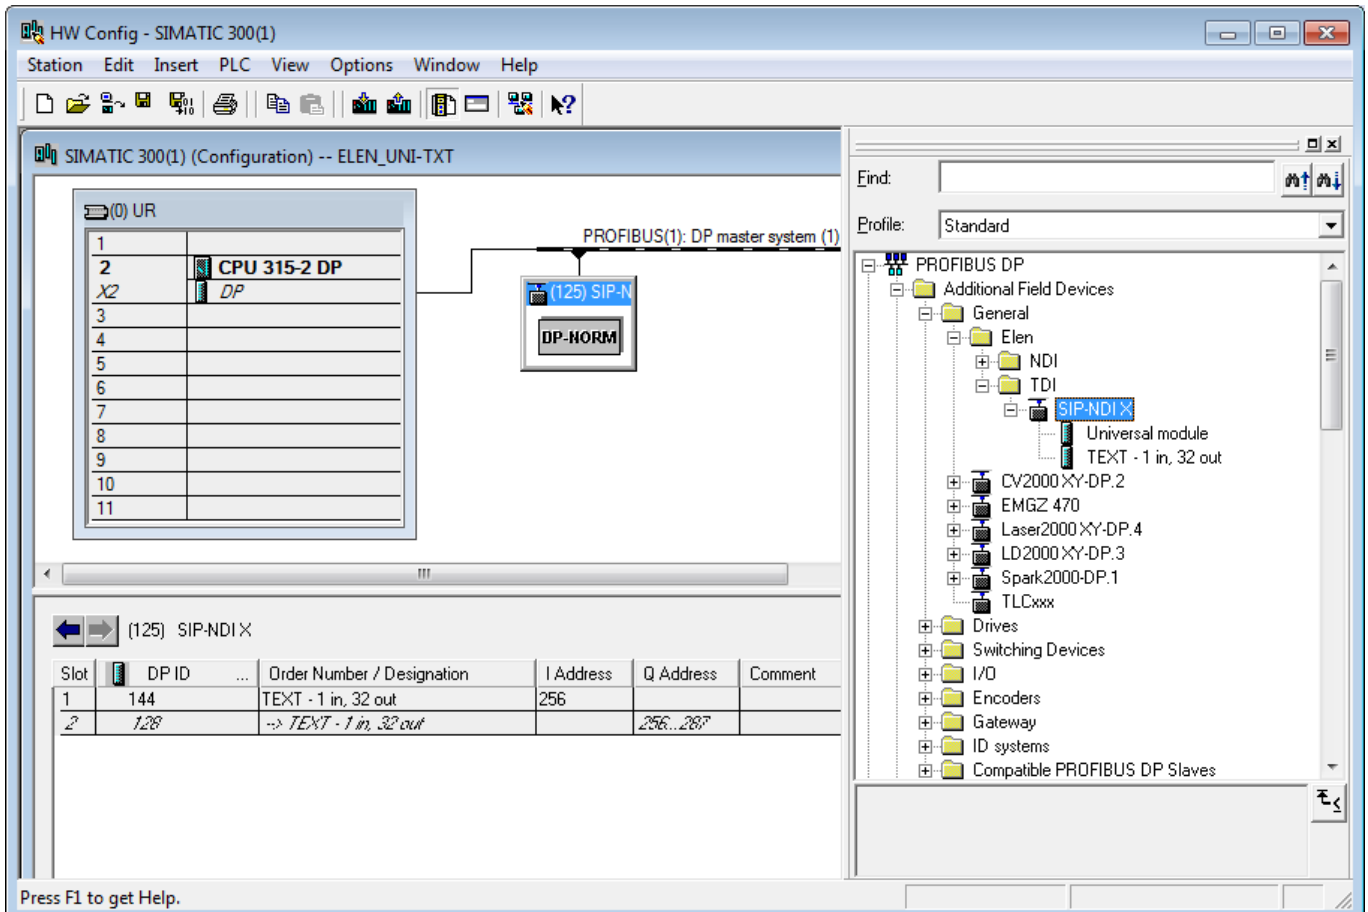 HW Config - SIMATIC 300(1)
Station Edit Insert PLC View Options Window Help
SIMATIC 300(1) (Configuration) -- ELEN_UNI-TXT
(0) UR
1
2 CPU 315-2 DP
X2 DP
3
4
5
6
7
8
9
10
11
PROFIBUS(1): DP master system (1)
(125) SIP-N
DP-NORM
(125) SIP-NDI X
Slot DP ID ... Order Number / Designation I Address Q Address Comment
1 144 TEXT - 1 in, 32 out 256
2 128 --> TEXT - 1 in, 32 out 256...287
Find:
Profile: Standard
PROFIBUS DP
Additional Field Devices
General
Elen
NDI
TDI
SIP-NDI X
Universal module
TEXT - 1 in, 32 out
CV2000 XY-DP.2
EMGZ 470
Laser2000 XY-DP.4
LD2000 XY-DP.3
Spark2000-DP.1
TLCxxx
Drives
Switching Devices
I/O
Encoders
Gateway
ID systems
Compatible PROFIBUS DP Slaves
Press F1 to get Help.